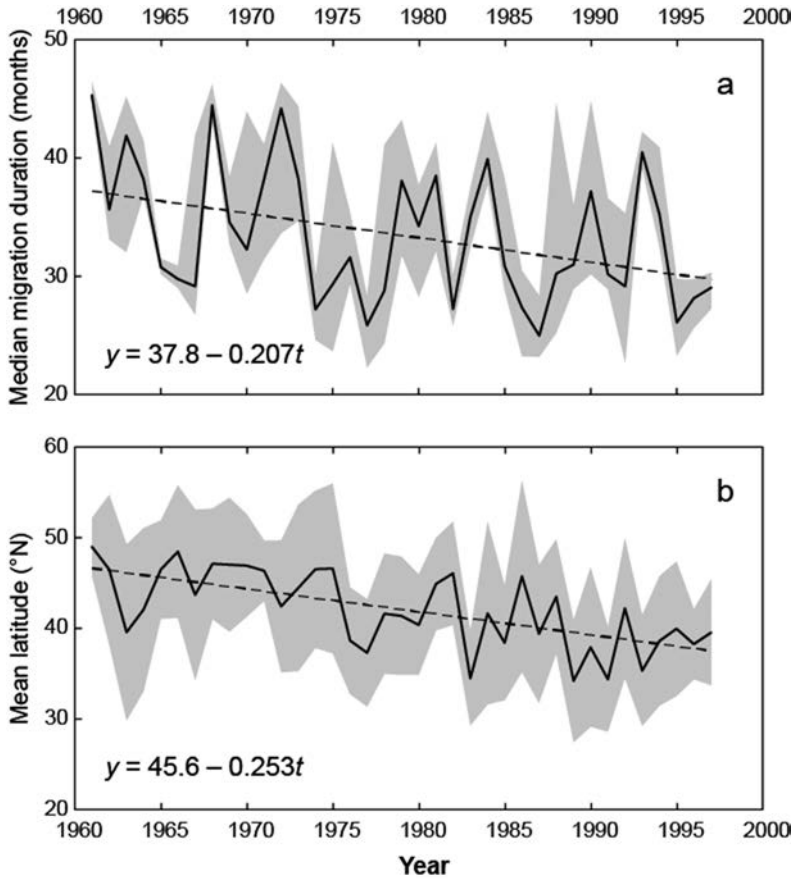 1960 1965 1970 1975 1980 1985 1990 1995 2000
50
40
30
20
Median migration duration (months)
a
y = 37.8 – 0.207t
60
50
40
30
20
Mean latitude (°N)
b
y = 45.6 – 0.253t
1960 1965 1970 1975 1980 1985 1990 1995 2000
Year